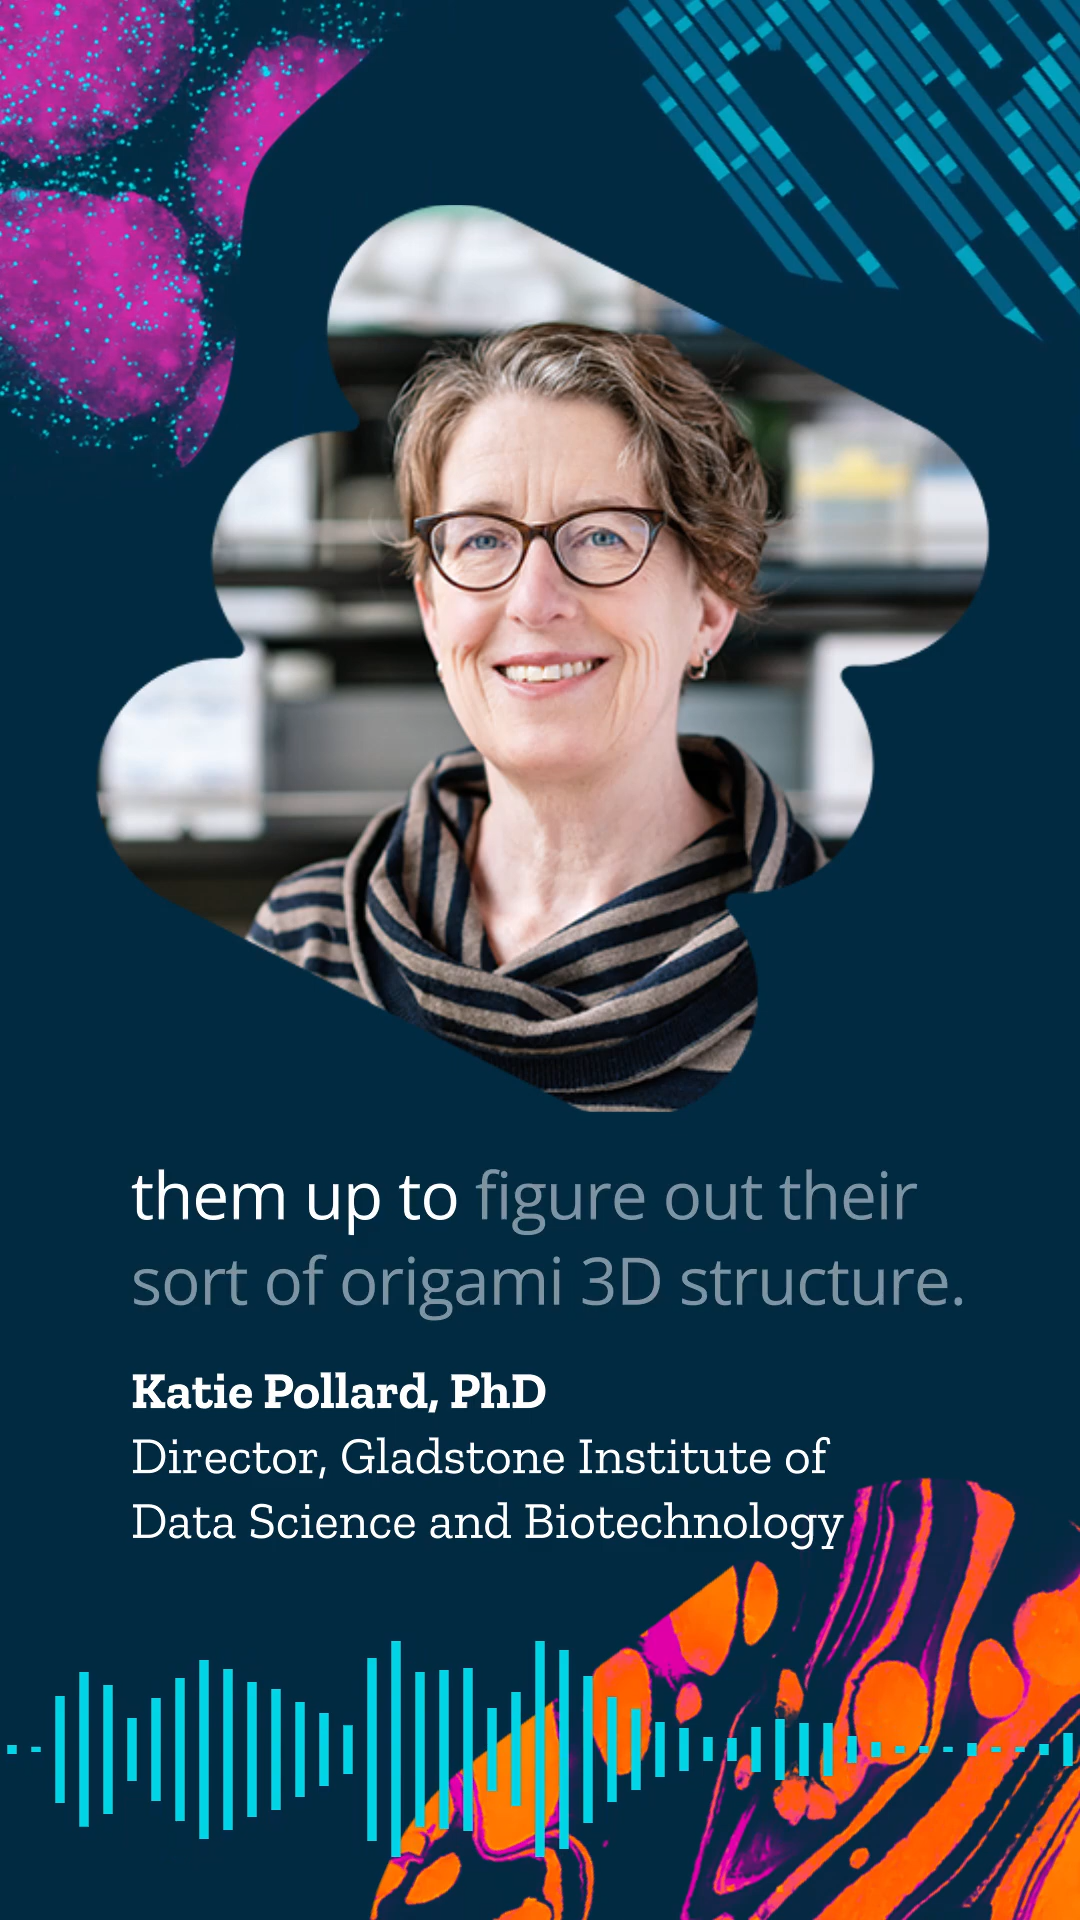 them up to figure out their
sort of origami 3D structure.
Katie Pollard, PhD
Director, Gladstone Institute of
Data Science and Biotechnology